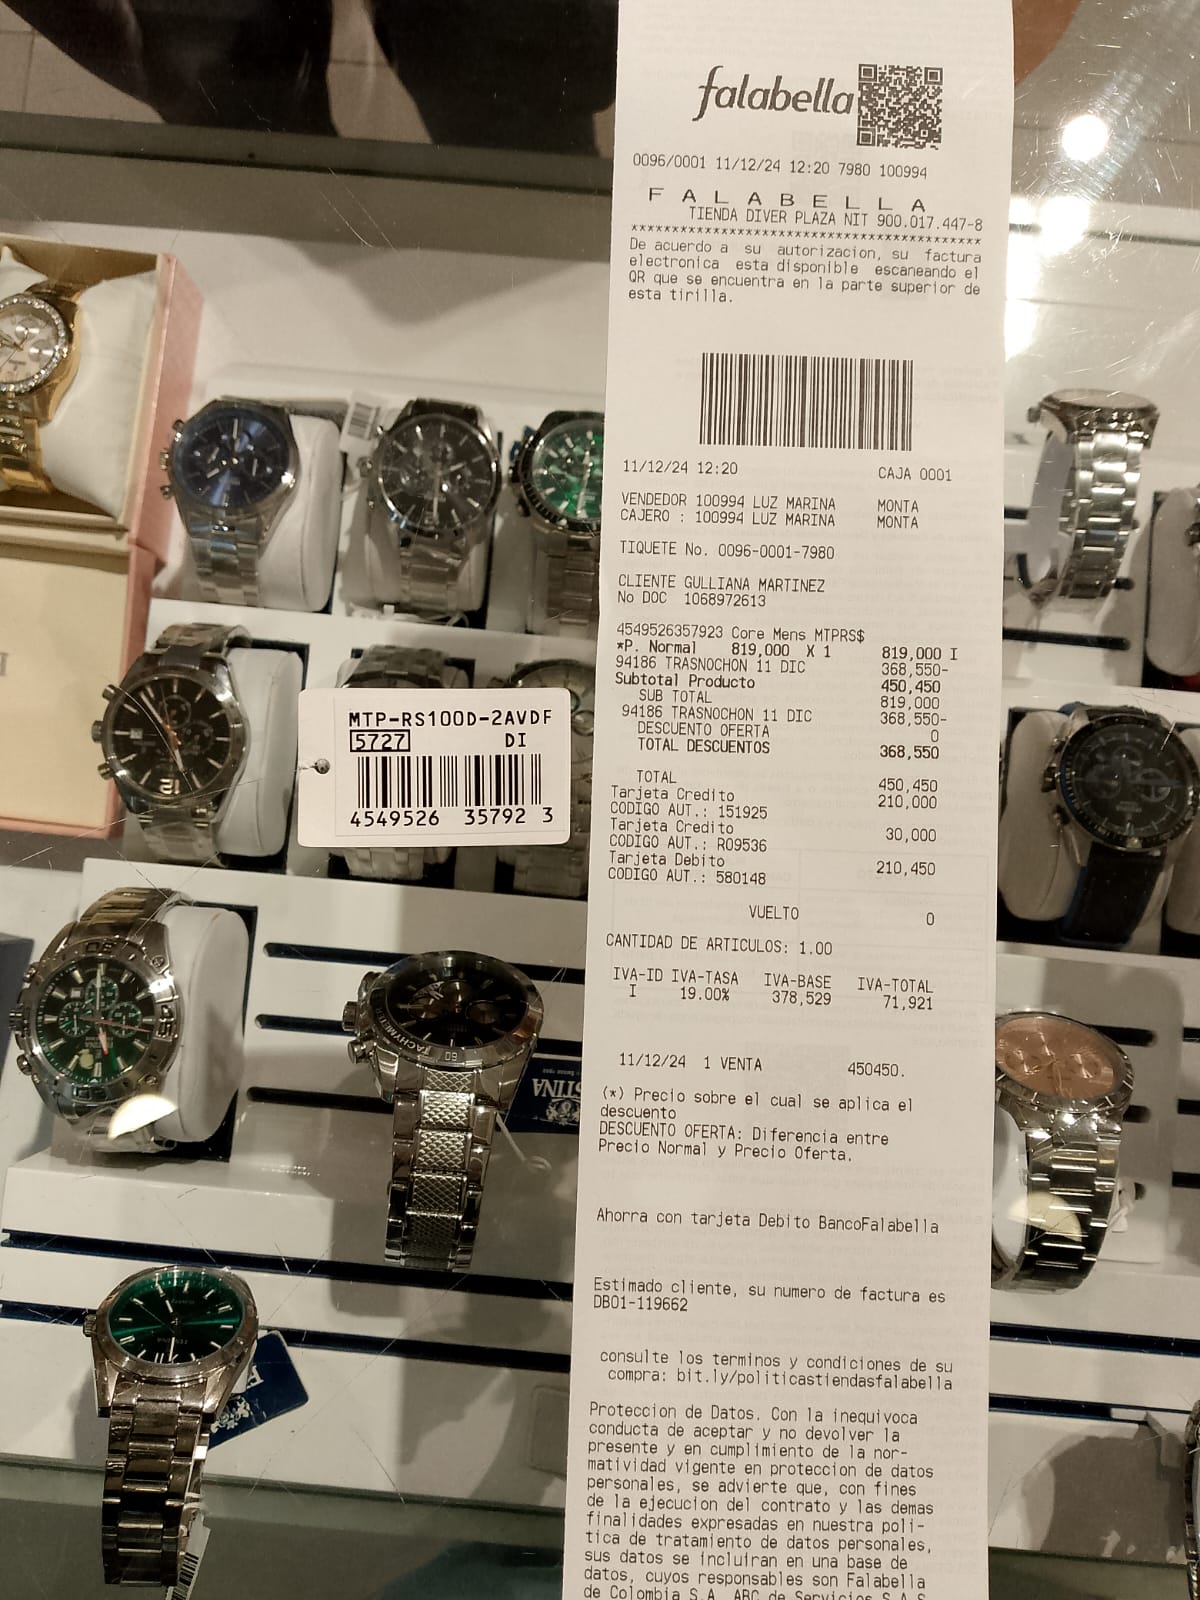 falabella
0096/0001 11/12/24 12:20 7980 100994
F A L A B E L L A
TIENDA DIVER PLAZA NIT 900.017.447-8
******************************************
De acuerdo a su autorizacion, su factura
electronica esta disponible escaneando el
QR que se encuentra en la parte superior de
esta tirilla.
11/12/24 12:20 CAJA 0001
VENDEDOR 100994 LUZ MARINA MONTA
CAJERO : 100994 LUZ MARINA MONTA
TIQUETE No. 0096-0001-7980
CLIENTE GULLIANA MARTINEZ
No DOC 1068972613
4549526357923 Core Mens MTPRS$
*P. Normal 819,000 X 1 819,000 I
94186 TRASNOCHON 11 DIC 368,550-
Subtotal Producto 450,450
SUB TOTAL 819,000
94186 TRASNOCHON 11 DIC 368,550-
DESCUENTO OFERTA 0
TOTAL DESCUENTOS 368,550
TOTAL 450,450
Tarjeta Credito 210,000
CODIGO AUT.: 151925
Tarjeta Credito 30,000
CODIGO AUT.: R09536
Tarjeta Debito 210,450
CODIGO AUT.: 580148
VUELTO 0
CANTIDAD DE ARTICULOS: 1.00
IVA-ID IVA-TASA IVA-BASE IVA-TOTAL
I 19.00% 378,529 71,921
11/12/24 1 VENTA 450450.
(*) Precio sobre el cual se aplica el
descuento
DESCUENTO OFERTA: Diferencia entre
Precio Normal y Precio Oferta.
Ahorra con tarjeta Debito BancoFalabella
Estimado cliente, su numero de factura es
DB01-119662
consulte los terminos y condiciones de su
compra: bit.ly/politicastiendasfalabella
Proteccion de Datos. Con la inequivoca
conducta de aceptar y no devolver la
presente y en cumplimiento de la nor-
matividad vigente en proteccion de datos
personales, se advierte que, con fines
de la ejecucion del contrato y las demas
finalidades expresadas en nuestra poli-
tica de tratamiento de datos personales,
sus datos se incluiran en una base de
datos, cuyos responsables son Falabella
de Colombia S.A. ABC de Servicios S.A.S
MTP-RS100D-2AVDF
5727 DI
4549526 35792 3
TACHYMETER
60
STINA